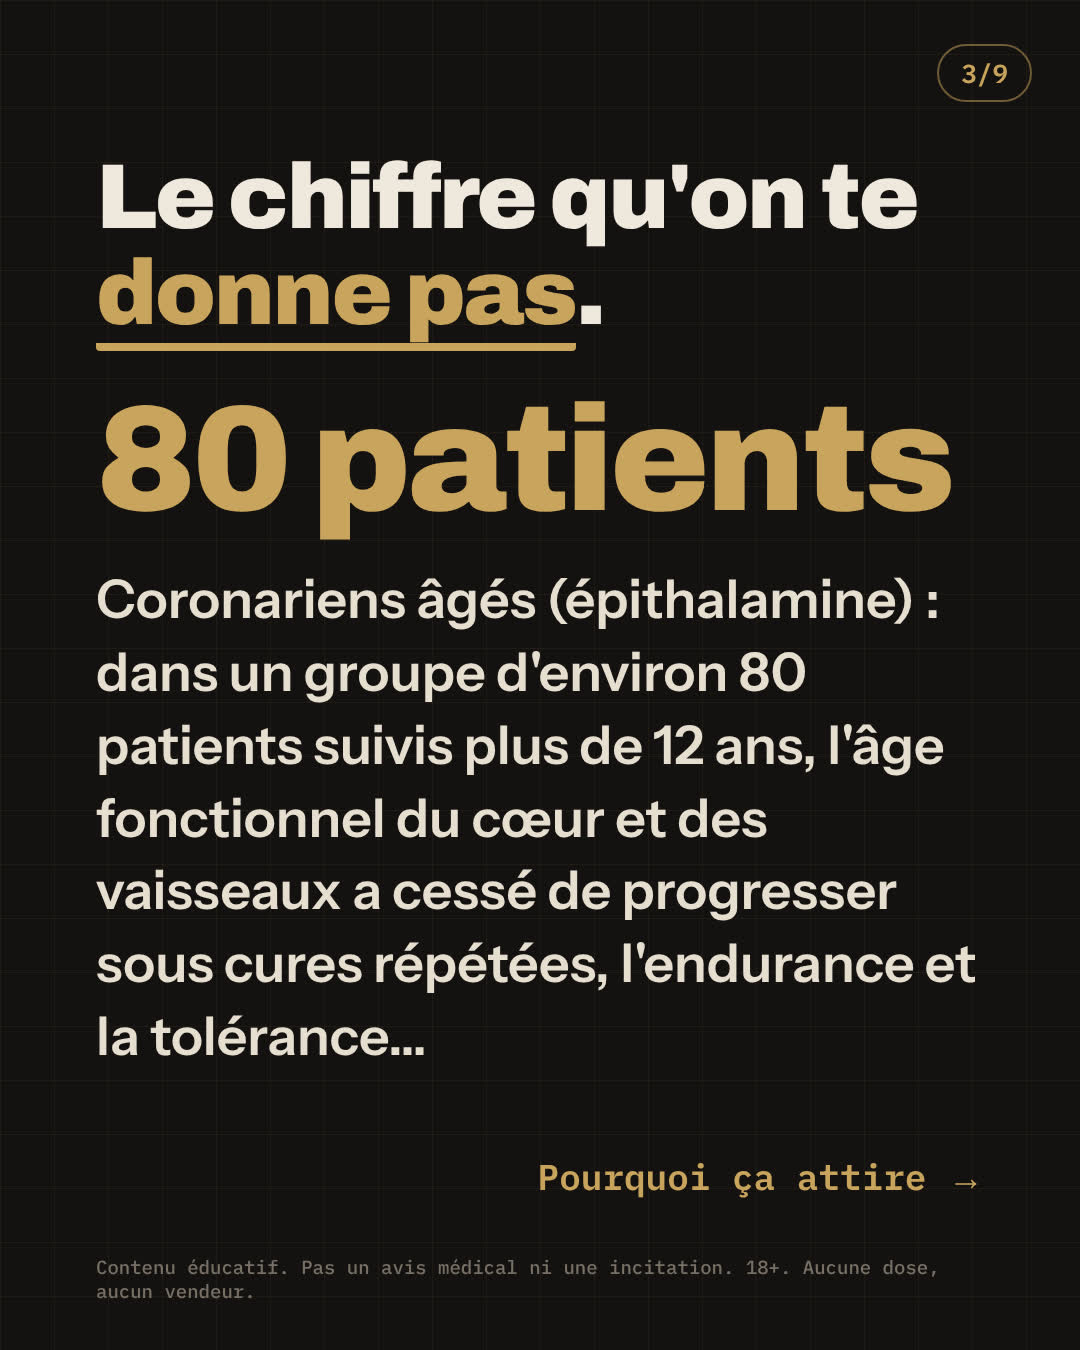 3/9
Le chiffre qu'on te
donne pas.
80 patients
Coronariens âgés (épithalamine) :
dans un groupe d'environ 80
patients suivis plus de 12 ans, l'âge
fonctionnel du cœur et des
vaisseaux a cessé de progresser
sous cures répétées, l'endurance et
la tolérance...
Pourquoi ça attire →
Contenu éducatif. Pas un avis médical ni une incitation. 18+. Aucune dose,
aucun vendeur.